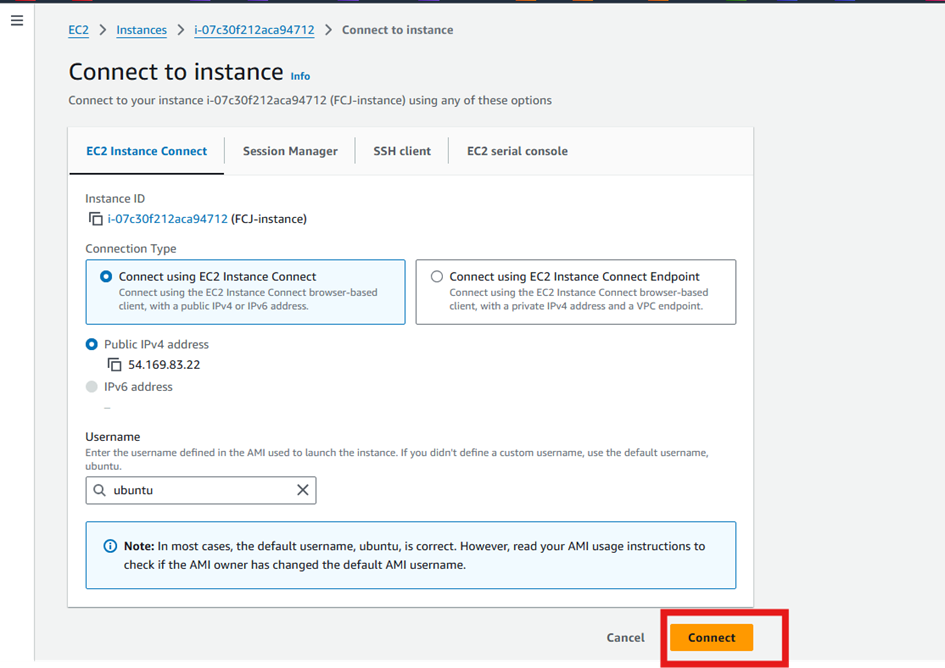 EC2 > Instances > i-07c30f212aca94712 > Connect to instance
Connect to instance Info
Connect to your instance i-07c30f212aca94712 (FCJ-instance) using any of these options
EC2 Instance Connect Session Manager SSH client EC2 serial console
Instance ID
i-07c30f212aca94712 (FCJ-instance)
Connection Type
Connect using EC2 Instance Connect
Connect using the EC2 Instance Connect browser-based
client, with a public IPv4 or IPv6 address.
Connect using EC2 Instance Connect Endpoint
Connect using the EC2 Instance Connect browser-based
client, with a private IPv4 address and a VPC endpoint.
Public IPv4 address
54.169.83.22
IPv6 address
–
Username
Enter the username defined in the AMI used to launch the instance. If you didn't define a custom username, use the default username,
ubuntu.
ubuntu
Note: In most cases, the default username, ubuntu, is correct. However, read your AMI usage instructions to
check if the AMI owner has changed the default AMI username.
Cancel Connect